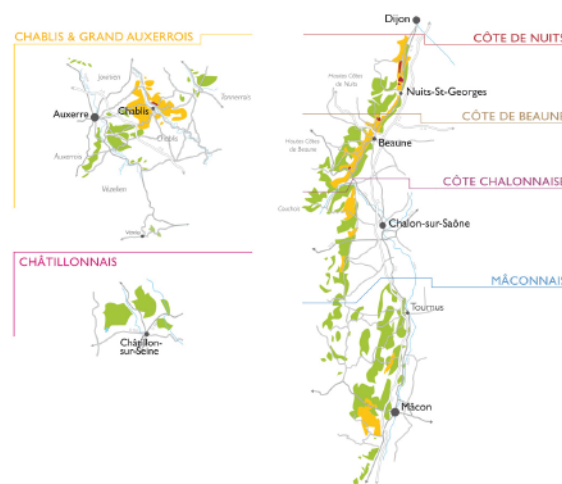 CHABLIS & GRAND AUXERROIS
Jovinien
Tonnerrois
Auxerre
Chablis
Chablis
Auxerrois
Vézelien
CHÂTILLONNAIS
Châtillon-
sur-Seine
Dijon
CÔTE DE NUITS
Hautes Côtes
de Nuits
Nuits-St-Georges
CÔTE DE BEAUNE
Hautes Côtes
de Beaune
Beaune
CÔTE CHALONNAISE
Couchois
Chalon-sur-Saône
MÂCONNAIS
Tournus
Mâcon